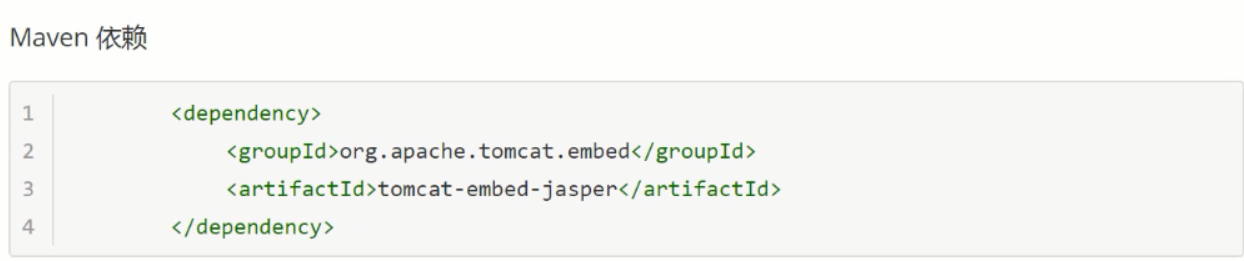 Maven 依赖
1 <dependency>
2 <groupId>org.apache.tomcat.embed</groupId>
3 <artifactId>tomcat-embed-jasper</artifactId>
4 </dependency>